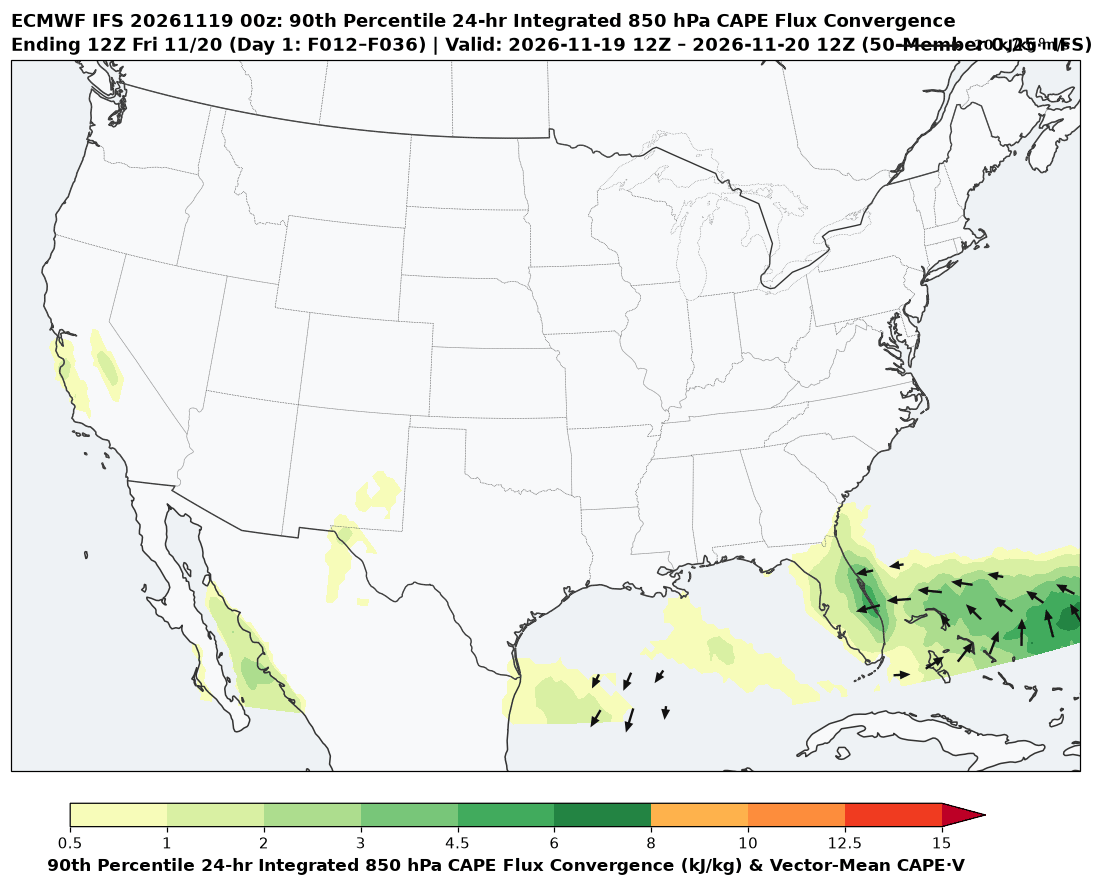 ECMWF IFS 20261119 00z: 90th Percentile 24-hr Integrated 850 hPa CAPE Flux Convergence
Ending 12Z Fri 11/20 (Day 1: F012–F036) | Valid: 2026-11-19 12Z – 2026-11-20 12Z (50-Member 0.25° IFS)
0.5 1 2 3 4.5 6 8 10 12.5 15
90th Percentile 24-hr Integrated 850 hPa CAPE Flux Convergence (kJ/kg) & Vector-Mean CAPE·V